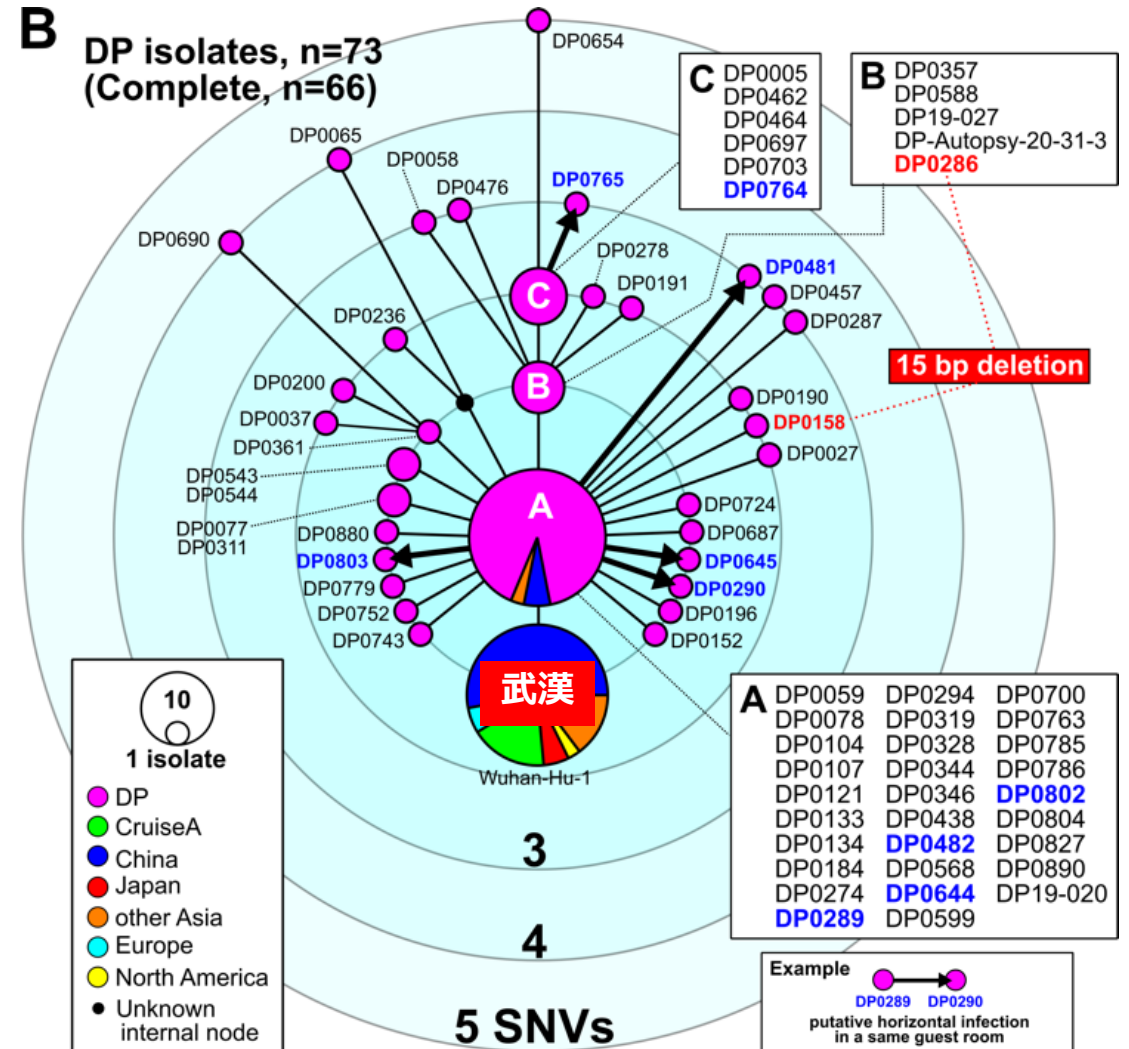 B
DP isolates, n=73
(Complete, n=66)
DP0654
DP0065
DP0058
DP0476
DP0765
DP0690
DP0278
DP0191
DP0236
DP0481
DP0457
DP0287
C
DP0005
DP0462
DP0464
DP0697
DP0703
DP0764
B
DP0357
DP0588
DP19-027
DP-Autopsy-20-31-3
DP0286
15 bp deletion
C
B
A
DP0200
DP0037
DP0361
DP0543
DP0544
DP0077
DP0311
DP0880
DP0803
DP0779
DP0752
DP0743
DP0190
DP0158
DP0027
DP0724
DP0687
DP0645
DP0290
DP0196
DP0152
武漢
Wuhan-Hu-1
3
4
5 SNVs
10
1 isolate
DP
CruiseA
China
Japan
other Asia
Europe
North America
Unknown
internal node
A
DP0059 DP0294 DP0700
DP0078 DP0319 DP0763
DP0104 DP0328 DP0785
DP0107 DP0344 DP0786
DP0121 DP0346 DP0802
DP0133 DP0438 DP0804
DP0134 DP0482 DP0827
DP0184 DP0568 DP0890
DP0274 DP0644 DP19-020
DP0289 DP0599
Example
DP0289 DP0290
putative horizontal infection
in a same guest room